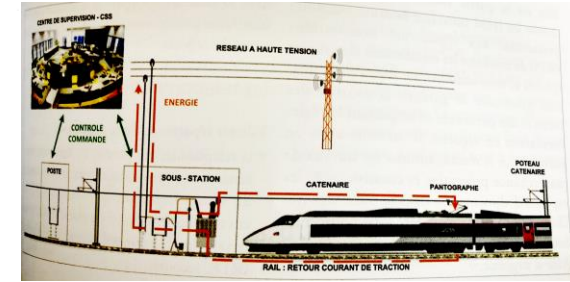 CENTRE DE SUPERVISION - CSS
RESEAU A HAUTE TENSION
ENERGIE
CONTROLE
COMMANDE
POSTE
SOUS - STATION
CATENAIRE
PANTOGRAPHE
POTEAU
CATENAIRE
RAIL : RETOUR COURANT DE TRACTION